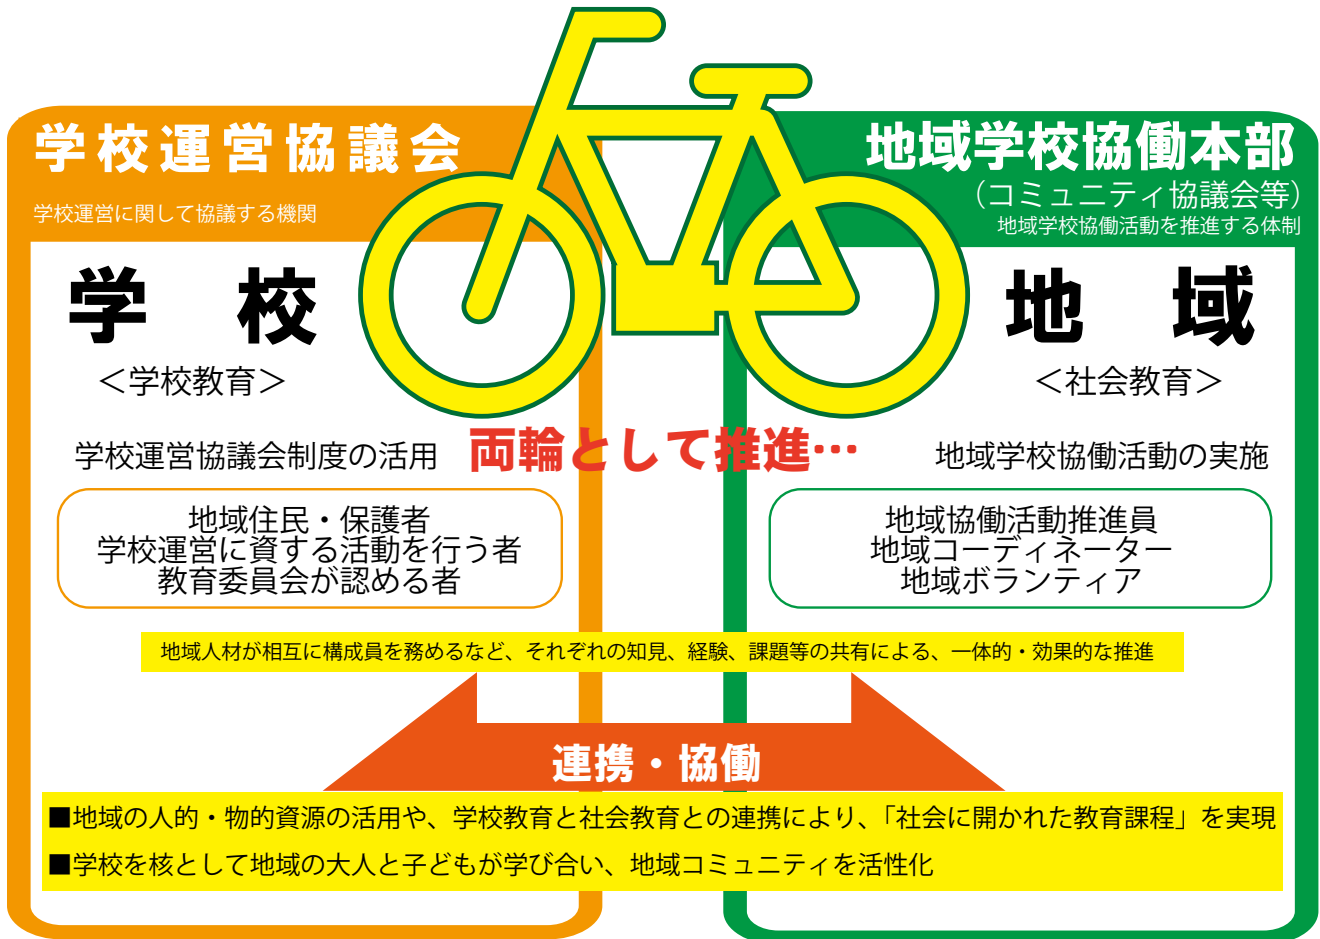 学校運営協議会
学校運営に関して協議する機関
地域学校協働本部
（コミュニティ協議会等）
地域学校協働活動を推進する体制
学校
＜学校教育＞
地域
＜社会教育＞
学校運営協議会制度の活用
両輪として推進…
地域学校協働活動の実施
地域住民・保護者
学校運営に資する活動を行う者
教育委員会が認める者
地域協働活動推進員
地域コーディネーター
地域ボランティア
地域人材が相互に構成員を務めるなど、それぞれの知見、経験、課題等の共有による、一体的・効果的な推進
連携・協働
■地域の人的・物的資源の活用や、学校教育と社会教育との連携により、「社会に開かれた教育課程」を実現
■学校を核として地域の大人と子どもが学び合い、地域コミュニティを活性化